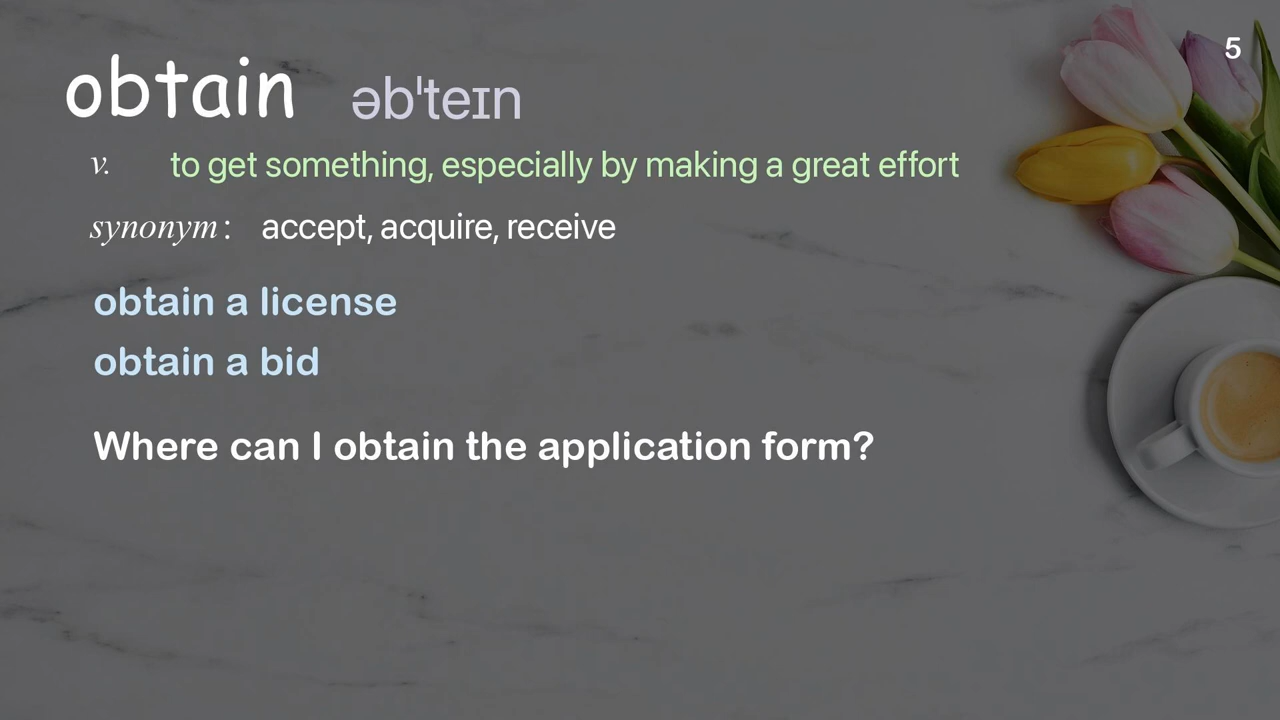 5
obtain əbˈteɪn
v. to get something, especially by making a great effort
synonym : accept, acquire, receive
obtain a license
obtain a bid
Where can I obtain the application form?